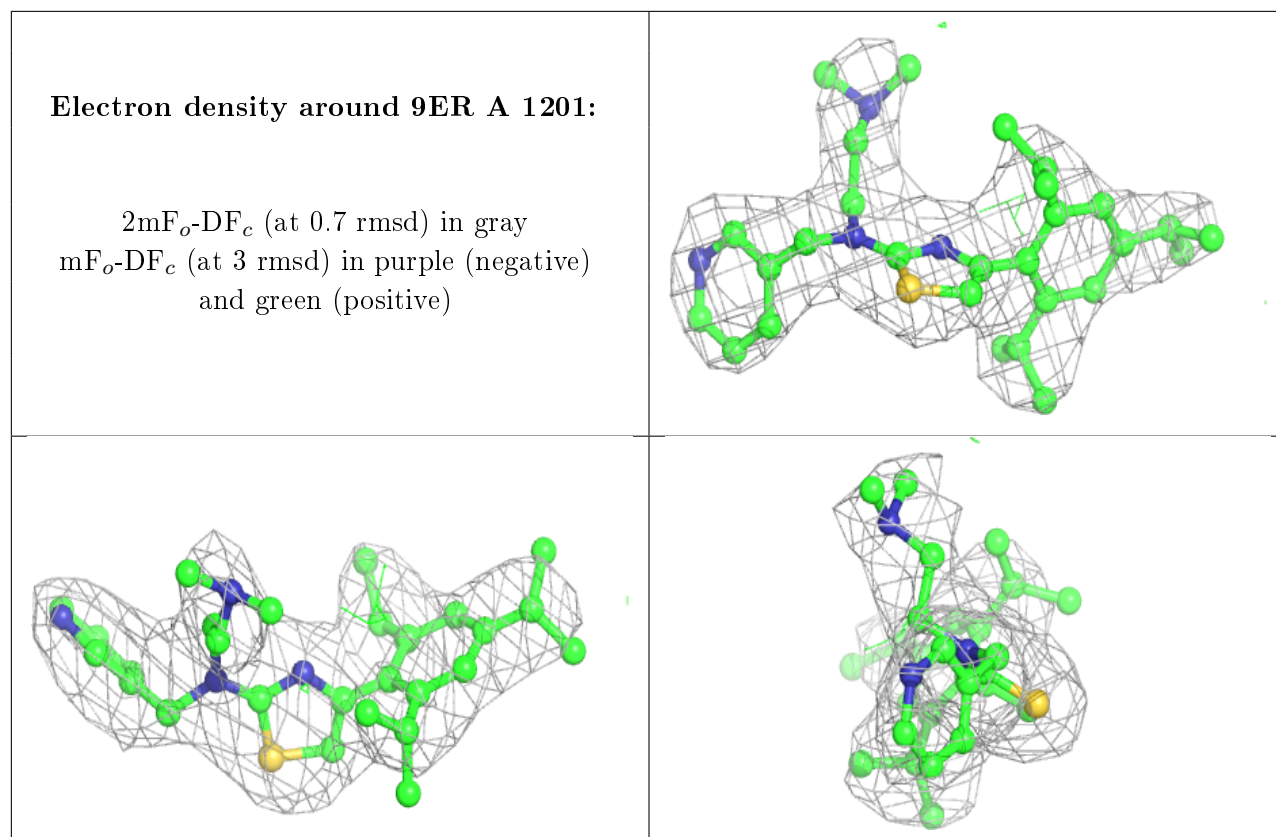 Electron density around 9ER A 1201:
2mFₒ-DF𝒸 (at 0.7 rmsd) in gray
mFₒ-DF𝒸 (at 3 rmsd) in purple (negative)
and green (positive)